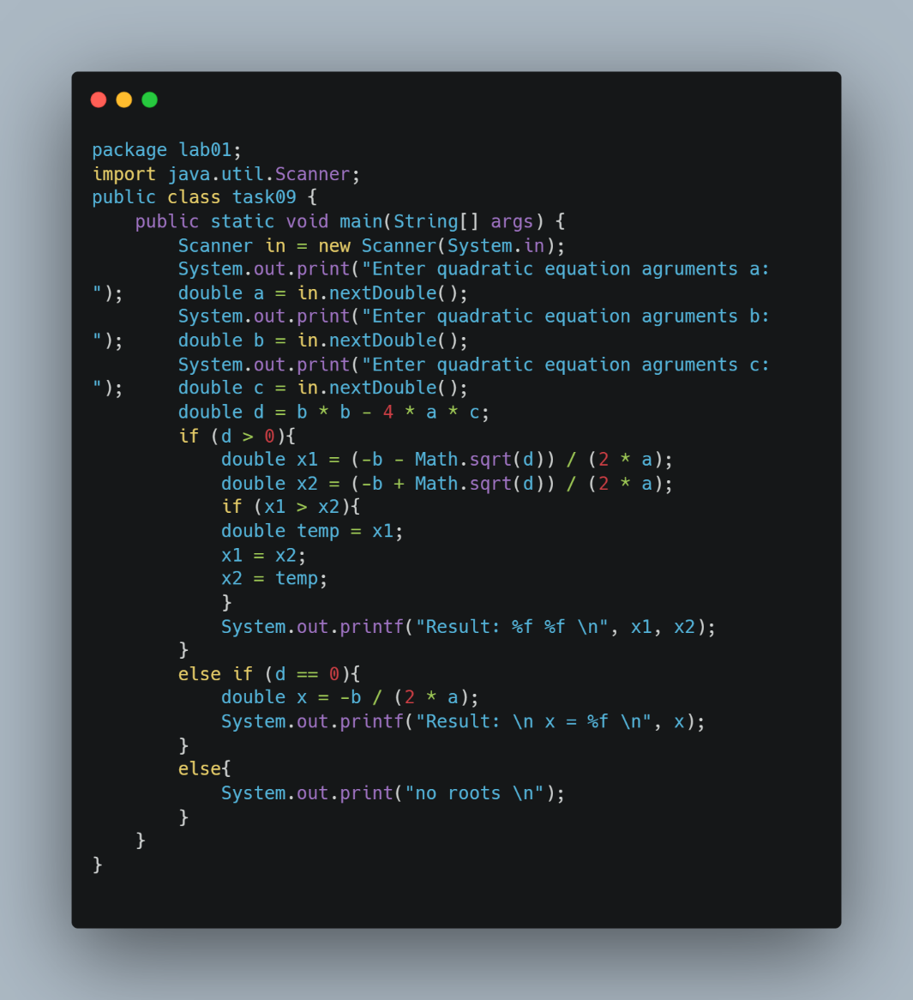 package lab01;
import java.util.Scanner;
public class task09 {
    public static void main(String[] args) {
        Scanner in = new Scanner(System.in);
        System.out.print("Enter quadratic equation agruments a:
");     double a = in.nextDouble();
        System.out.print("Enter quadratic equation agruments b:
");     double b = in.nextDouble();
        System.out.print("Enter quadratic equation agruments c:
");     double c = in.nextDouble();
        double d = b * b - 4 * a * c;
        if (d > 0){
            double x1 = (-b - Math.sqrt(d)) / (2 * a);
            double x2 = (-b + Math.sqrt(d)) / (2 * a);
            if (x1 > x2){
            double temp = x1;
            x1 = x2;
            x2 = temp;
            }
            System.out.printf("Result: %f %f \n", x1, x2);
        }
        else if (d == 0){
            double x = -b / (2 * a);
            System.out.printf("Result: \n x = %f \n", x);
        }
        else{
            System.out.print("no roots \n");
        }
    }
}